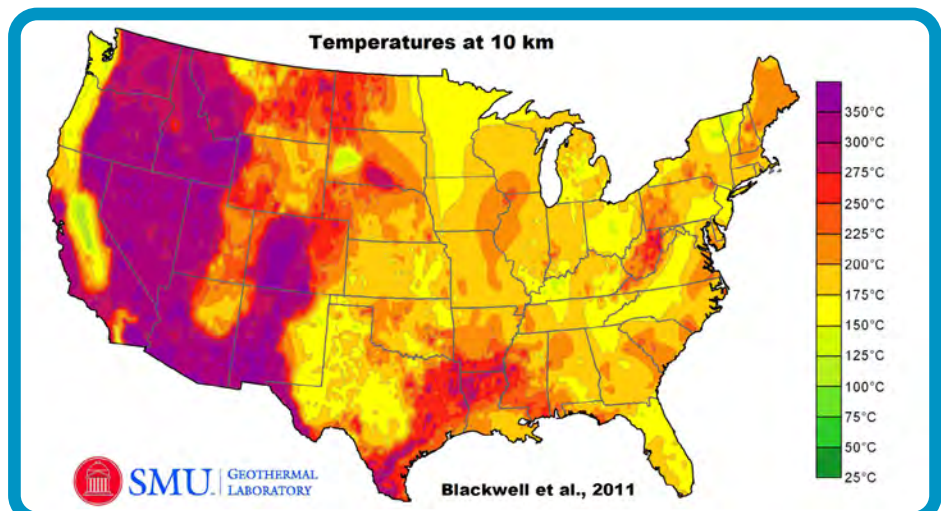 Temperatures at 10 km
350°C
300°C
275°C
250°C
225°C
200°C
175°C
150°C
125°C
100°C
75°C
50°C
25°C
SMU. GEOTHERMAL
LABORATORY
Blackwell et al., 2011